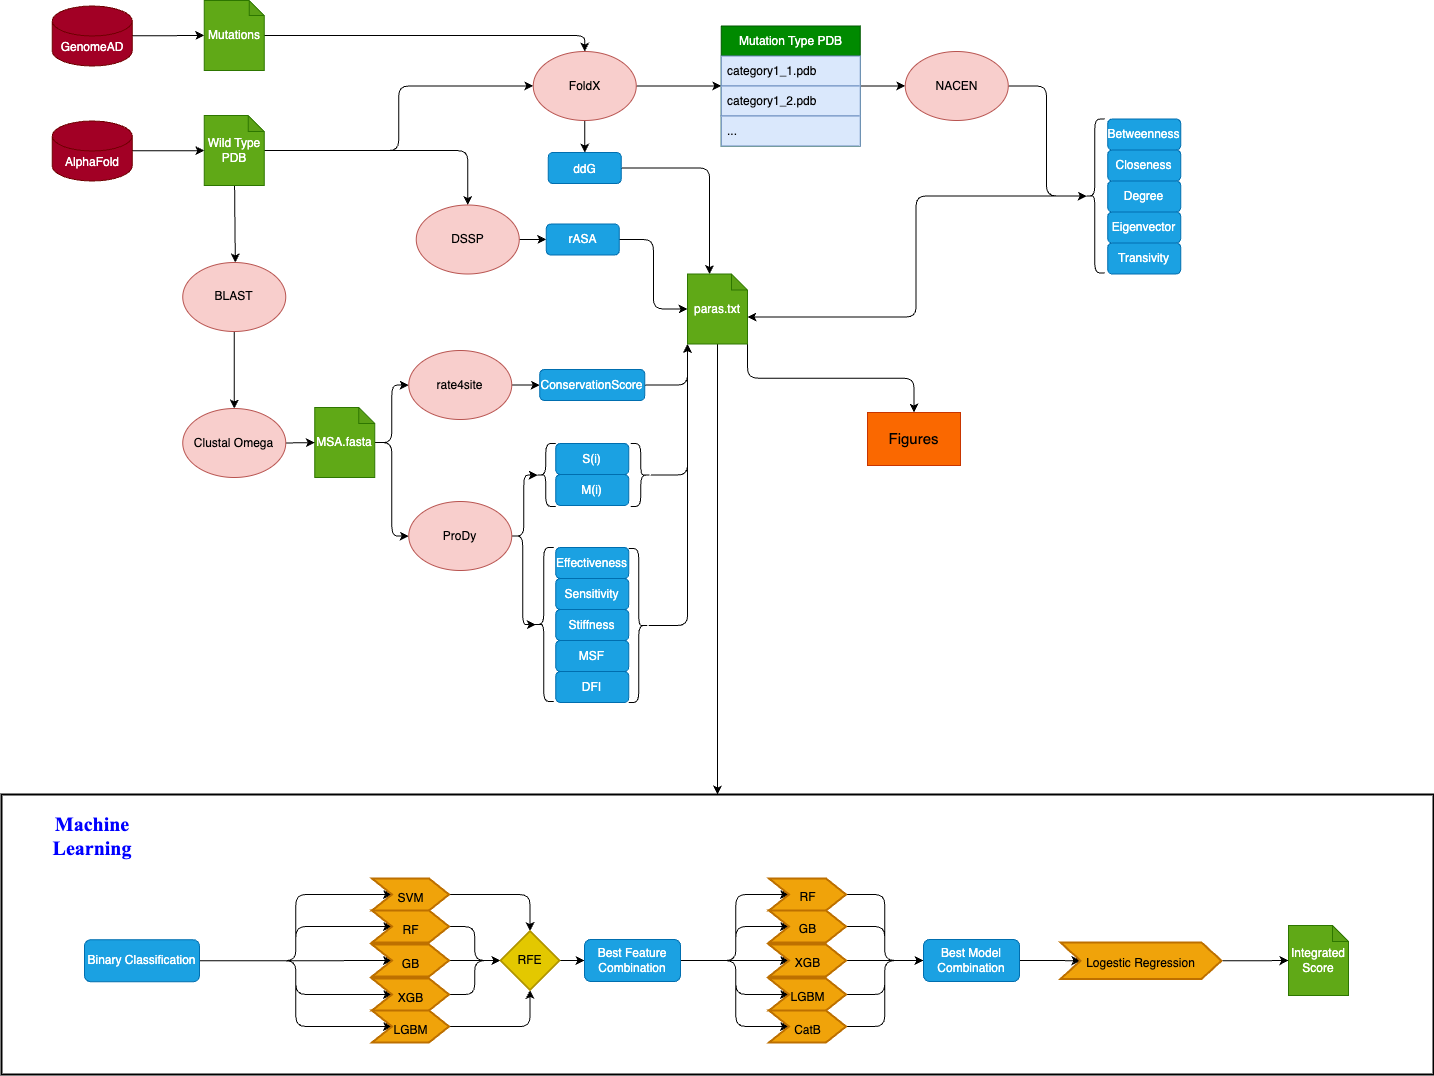 GenomeAD
Mutations
FoldX
Mutation Type PDB
category1_1.pdb
category1_2.pdb
...
NACEN
AlphaFold
Wild Type
PDB
ddG
Betweenness
Closeness
Degree
Eigenvector
Transivity
DSSP
rASA
BLAST
paras.txt
rate4site
ConservationScore
Clustal Omega
MSA.fasta
Figures
S(i)
M(i)
ProDy
Effectiveness
Sensitivity
Stiffness
MSF
DFI
Machine
Learning
Binary Classification
SVM
RF
GB
XGB
LGBM
RFE
Best Feature
Combination
RF
GB
XGB
LGBM
CatB
Best Model
Combination
Logestic Regression
Integrated
Score